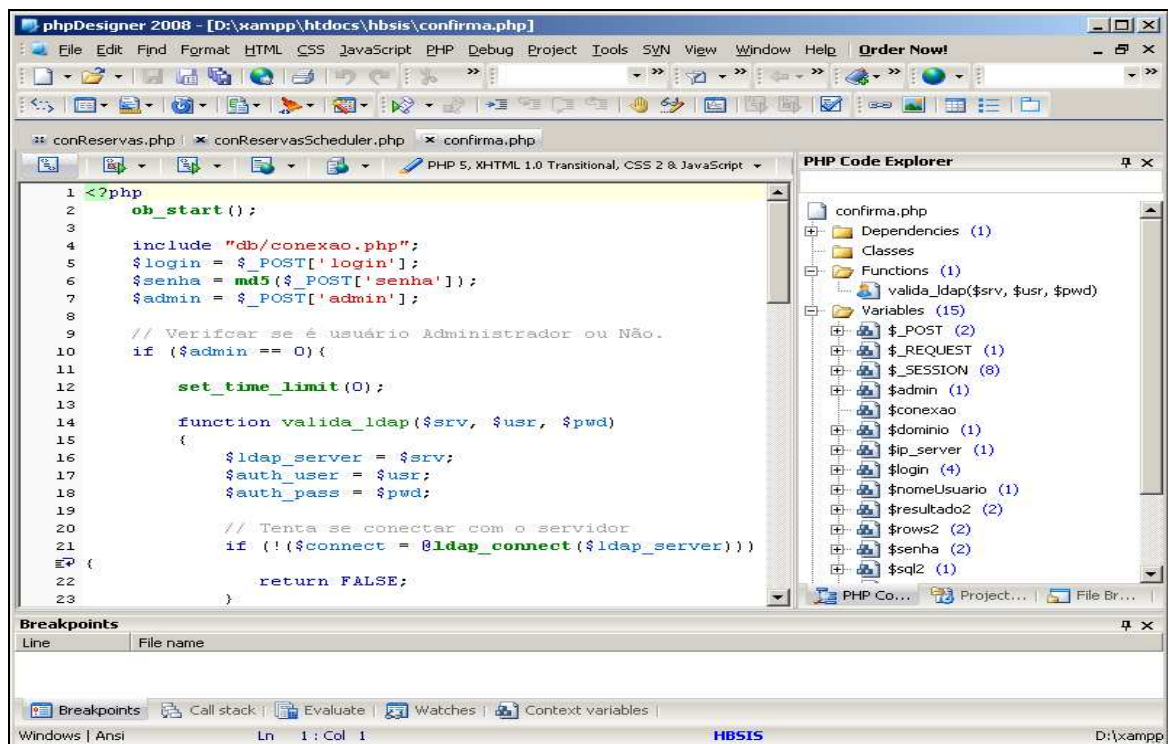 phpDesigner 2008 - [D:\xampp\htdocs\hbsis\confirma.php]
File Edit Find Format HTML CSS JavaScript PHP Debug Project Tools SVN View Window Help Order Now!
conReservas.php conReservasScheduler.php confirma.php
PHP 5, XHTML 1.0 Transitional, CSS 2 & JavaScript
1 <?php
2 ob_start();
3
4 include "db/conexao.php";
5 $login = $_POST['login'];
6 $senha = md5($_POST['senha']);
7 $admin = $_POST['admin'];
8
9 // Verifcar se é usuário Administrador ou Não.
10 if ($admin == 0){
11
12 set_time_limit(0);
13
14 function valida_ldap($srv, $usr, $pwd)
15 {
16 $ldap_server = $srv;
17 $auth_user = $usr;
18 $auth_pass = $pwd;
19
20 // Tenta se conectar com o servidor
21 if (!($connect = @ldap_connect($ldap_server)))
{
22 return FALSE;
23 }
PHP Code Explorer
confirma.php
Dependencies (1)
Classes
Functions (1)
valida_ldap($srv, $usr, $pwd)
Variables (15)
$_POST (2)
$_REQUEST (1)
$_SESSION (8)
$admin (1)
$conexao
$dominio (1)
$ip_server (1)
$login (4)
$nomeUsuario (1)
$resultado2 (2)
$rows2 (2)
$senha (2)
$sql2 (1)
PHP Co... Project... File Br...
Breakpoints
Line File name
Breakpoints Call stack Evaluate Watches Context variables
Windows | Ansi Ln 1 : Col 1 HBSIS D:\xampp